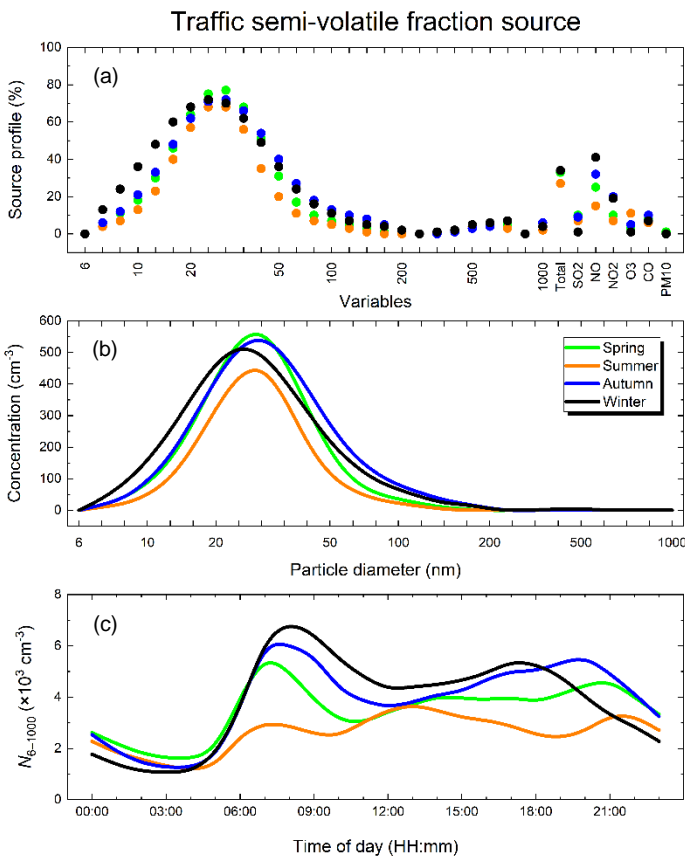 Traffic semi-volatile fraction source
(a)
Source profile (%)
100
80
60
40
20
0
6 10 20 50 100 200 500 1000 Total SO2 NO NO2 O3 CO PM10
Variables
(b)
Concentration (cm⁻³)
600
500
400
300
200
100
0
Spring
Summer
Autumn
Winter
6 10 20 50 100 200 500 1000
Particle diameter (nm)
(c)
N₆₋₁₀₀₀ (×10³ cm⁻³)
8
6
4
2
0
00:00 03:00 06:00 09:00 12:00 15:00 18:00 21:00
Time of day (HH:mm)